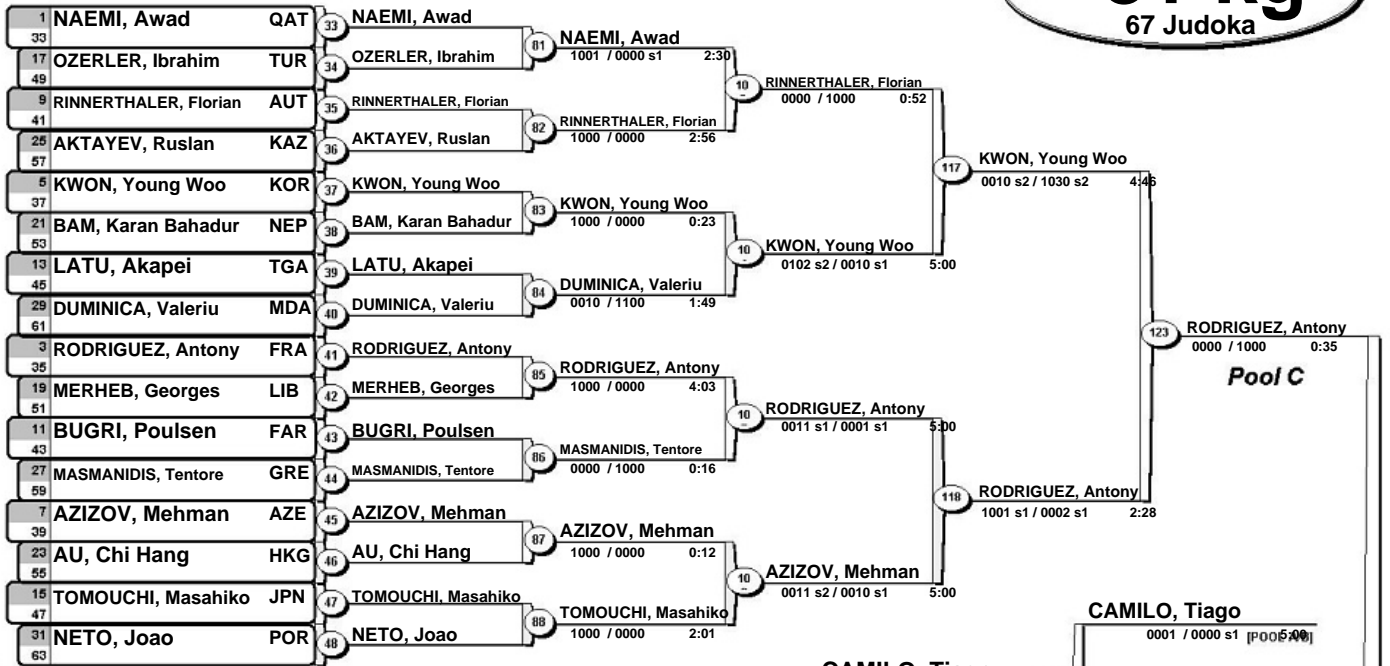 67 Judoka
1 NAEMI, Awad QAT
33
17 OZERLER, Ibrahim TUR
49
9 RINNERTHALER, Florian AUT
41
25 AKTAYEV, Ruslan KAZ
57
5 KWON, Young Woo KOR
37
21 BAM, Karan Bahadur NEP
53
13 LATU, Akapei TGA
45
29 DUMINICA, Valeriu MDA
61
3 RODRIGUEZ, Antony FRA
35
19 MERHEB, Georges LIB
51
11 BUGRI, Poulsen FAR
43
27 MASMANIDIS, Tentore GRE
59
7 AZIZOV, Mehman AZE
39
23 AU, Chi Hang HKG
55
15 TOMOUCHI, Masahiko JPN
47
31 NETO, Joao POR
63
33 NAEMI, Awad
34 OZERLER, Ibrahim
35 RINNERTHALER, Florian
36 AKTAYEV, Ruslan
37 KWON, Young Woo
38 BAM, Karan Bahadur
39 LATU, Akapei
40 DUMINICA, Valeriu
41 RODRIGUEZ, Antony
42 MERHEB, Georges
43 BUGRI, Poulsen
44 MASMANIDIS, Tentore
45 AZIZOV, Mehman
46 AU, Chi Hang
47 TOMOUCHI, Masahiko
48 NETO, Joao
81 NAEMI, Awad
1001 / 0000 s1 2:30
82 RINNERTHALER, Florian
1000 / 0000 2:56
83 KWON, Young Woo
1000 / 0000 0:23
84 DUMINICA, Valeriu
0010 / 1100 1:49
85 RODRIGUEZ, Antony
1000 / 0000 4:03
86 MASMANIDIS, Tentore
0000 / 1000 0:16
87 AZIZOV, Mehman
1000 / 0000 0:12
88 TOMOUCHI, Masahiko
1000 / 0000 2:01
10 RINNERTHALER, Florian
0000 / 1000 0:52
10 KWON, Young Woo
0102 s2 / 0010 s1 5:00
10 RODRIGUEZ, Antony
0011 s1 / 0001 s1 5:00
10 AZIZOV, Mehman
0011 s2 / 0010 s1 5:00
117 KWON, Young Woo
0010 s2 / 1030 s2 4:46
118 RODRIGUEZ, Antony
1001 s1 / 0002 s1 2:28
123 RODRIGUEZ, Antony
0000 / 1000 0:35
Pool C
CAMILO, Tiago
0001 / 0000 s1 5:00